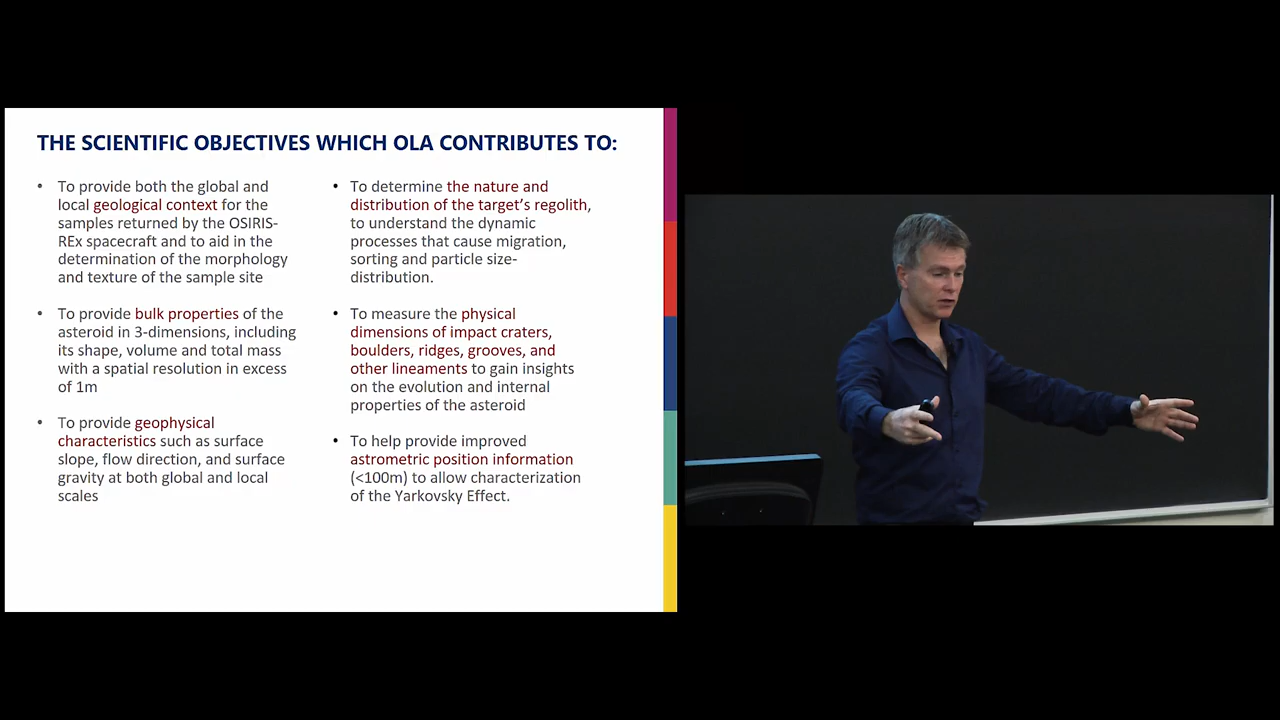 THE SCIENTIFIC OBJECTIVES WHICH OLA CONTRIBUTES TO:
• To provide both the global and
local geological context for the
samples returned by the OSIRIS-
REx spacecraft and to aid in the
determination of the morphology
and texture of the sample site
• To provide bulk properties of the
asteroid in 3-dimensions, including
its shape, volume and total mass
with a spatial resolution in excess
of 1m
• To provide geophysical
characteristics such as surface
slope, flow direction, and surface
gravity at both global and local
scales
• To determine the nature and
distribution of the target's regolith,
to understand the dynamic
processes that cause migration,
sorting and particle size-
distribution.
• To measure the physical
dimensions of impact craters,
boulders, ridges, grooves, and
other lineaments to gain insights
on the evolution and internal
properties of the asteroid
• To help provide improved
astrometric position information
(<100m) to allow characterization
of the Yarkovsky Effect.